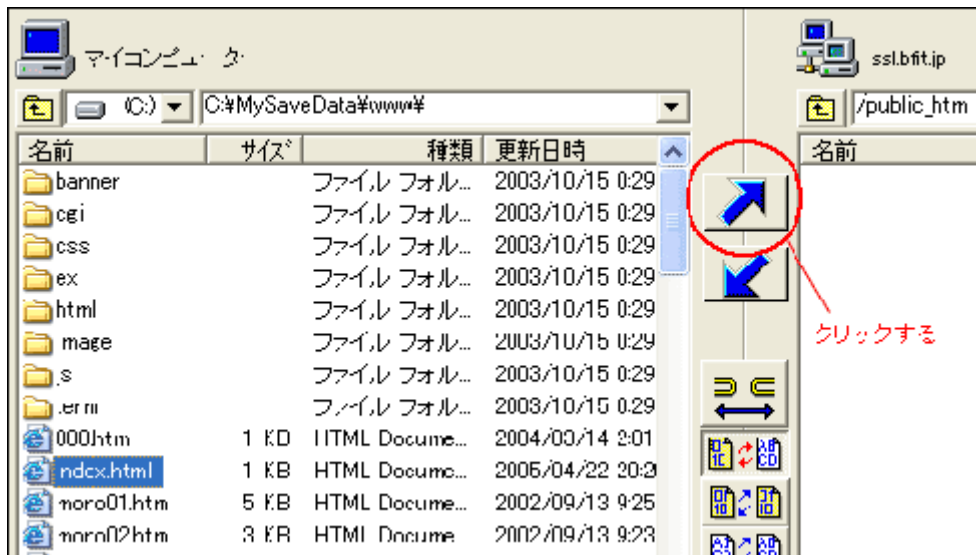 マイコンピュータ
ssl.bfit.jp
(C:) C:¥MySaveData¥www¥
/public_htm
名前 サイズ 種類 更新日時
名前
banner ファイル フォル... 2003/10/15 0:29
cgi ファイル フォル... 2003/10/15 0:29
css ファイル フォル... 2003/10/15 0:29
ex ファイル フォル... 2003/10/15 0:29
html ファイル フォル... 2003/10/15 0:29
mage ファイル フォル... 2003/10/15 0:29
クリックする
ファイル フォル... 2003/10/15 0:29
ファイル フォル... 2003/10/15 0:29
000.htm 1 KB HTML Docume... 2004/03/14 2:01
ndex.html 1 KB HTML Docume... 2005/04/22 20:2
moro01.htm 5 KB HTML Docume... 2002/09/13 9:25
moro02.htm 3 KB HTML Docume 2002/09/13 9:23